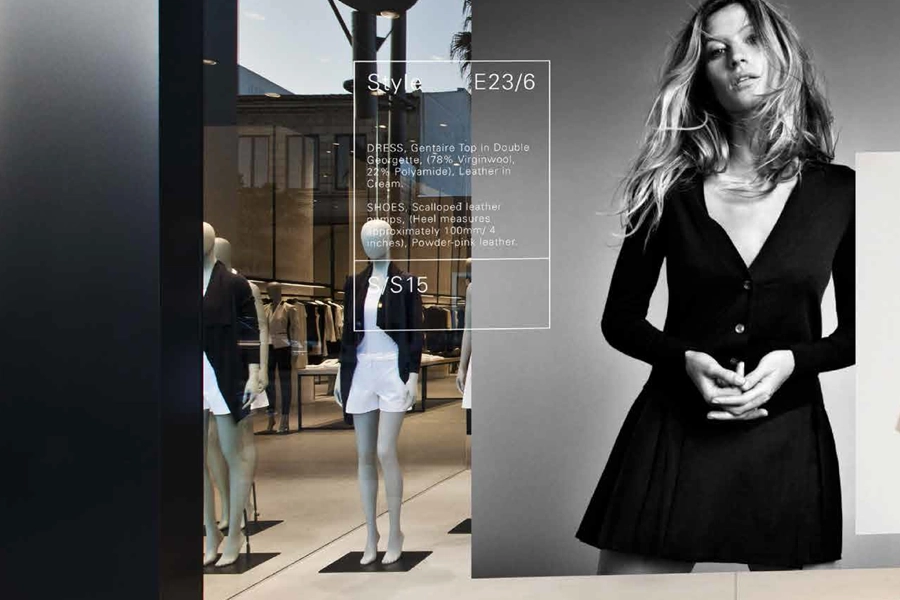 Style E23/6
DRESS, Gentaire Top in Double
Georgette, (78% Virginwool,
22% Polyamide), Leather in
Cream.
SHOES, Scalloped leather
pumps, (Heel measures
approximately 100mm/ 4
inches), Powder-pink leather.
S/S15